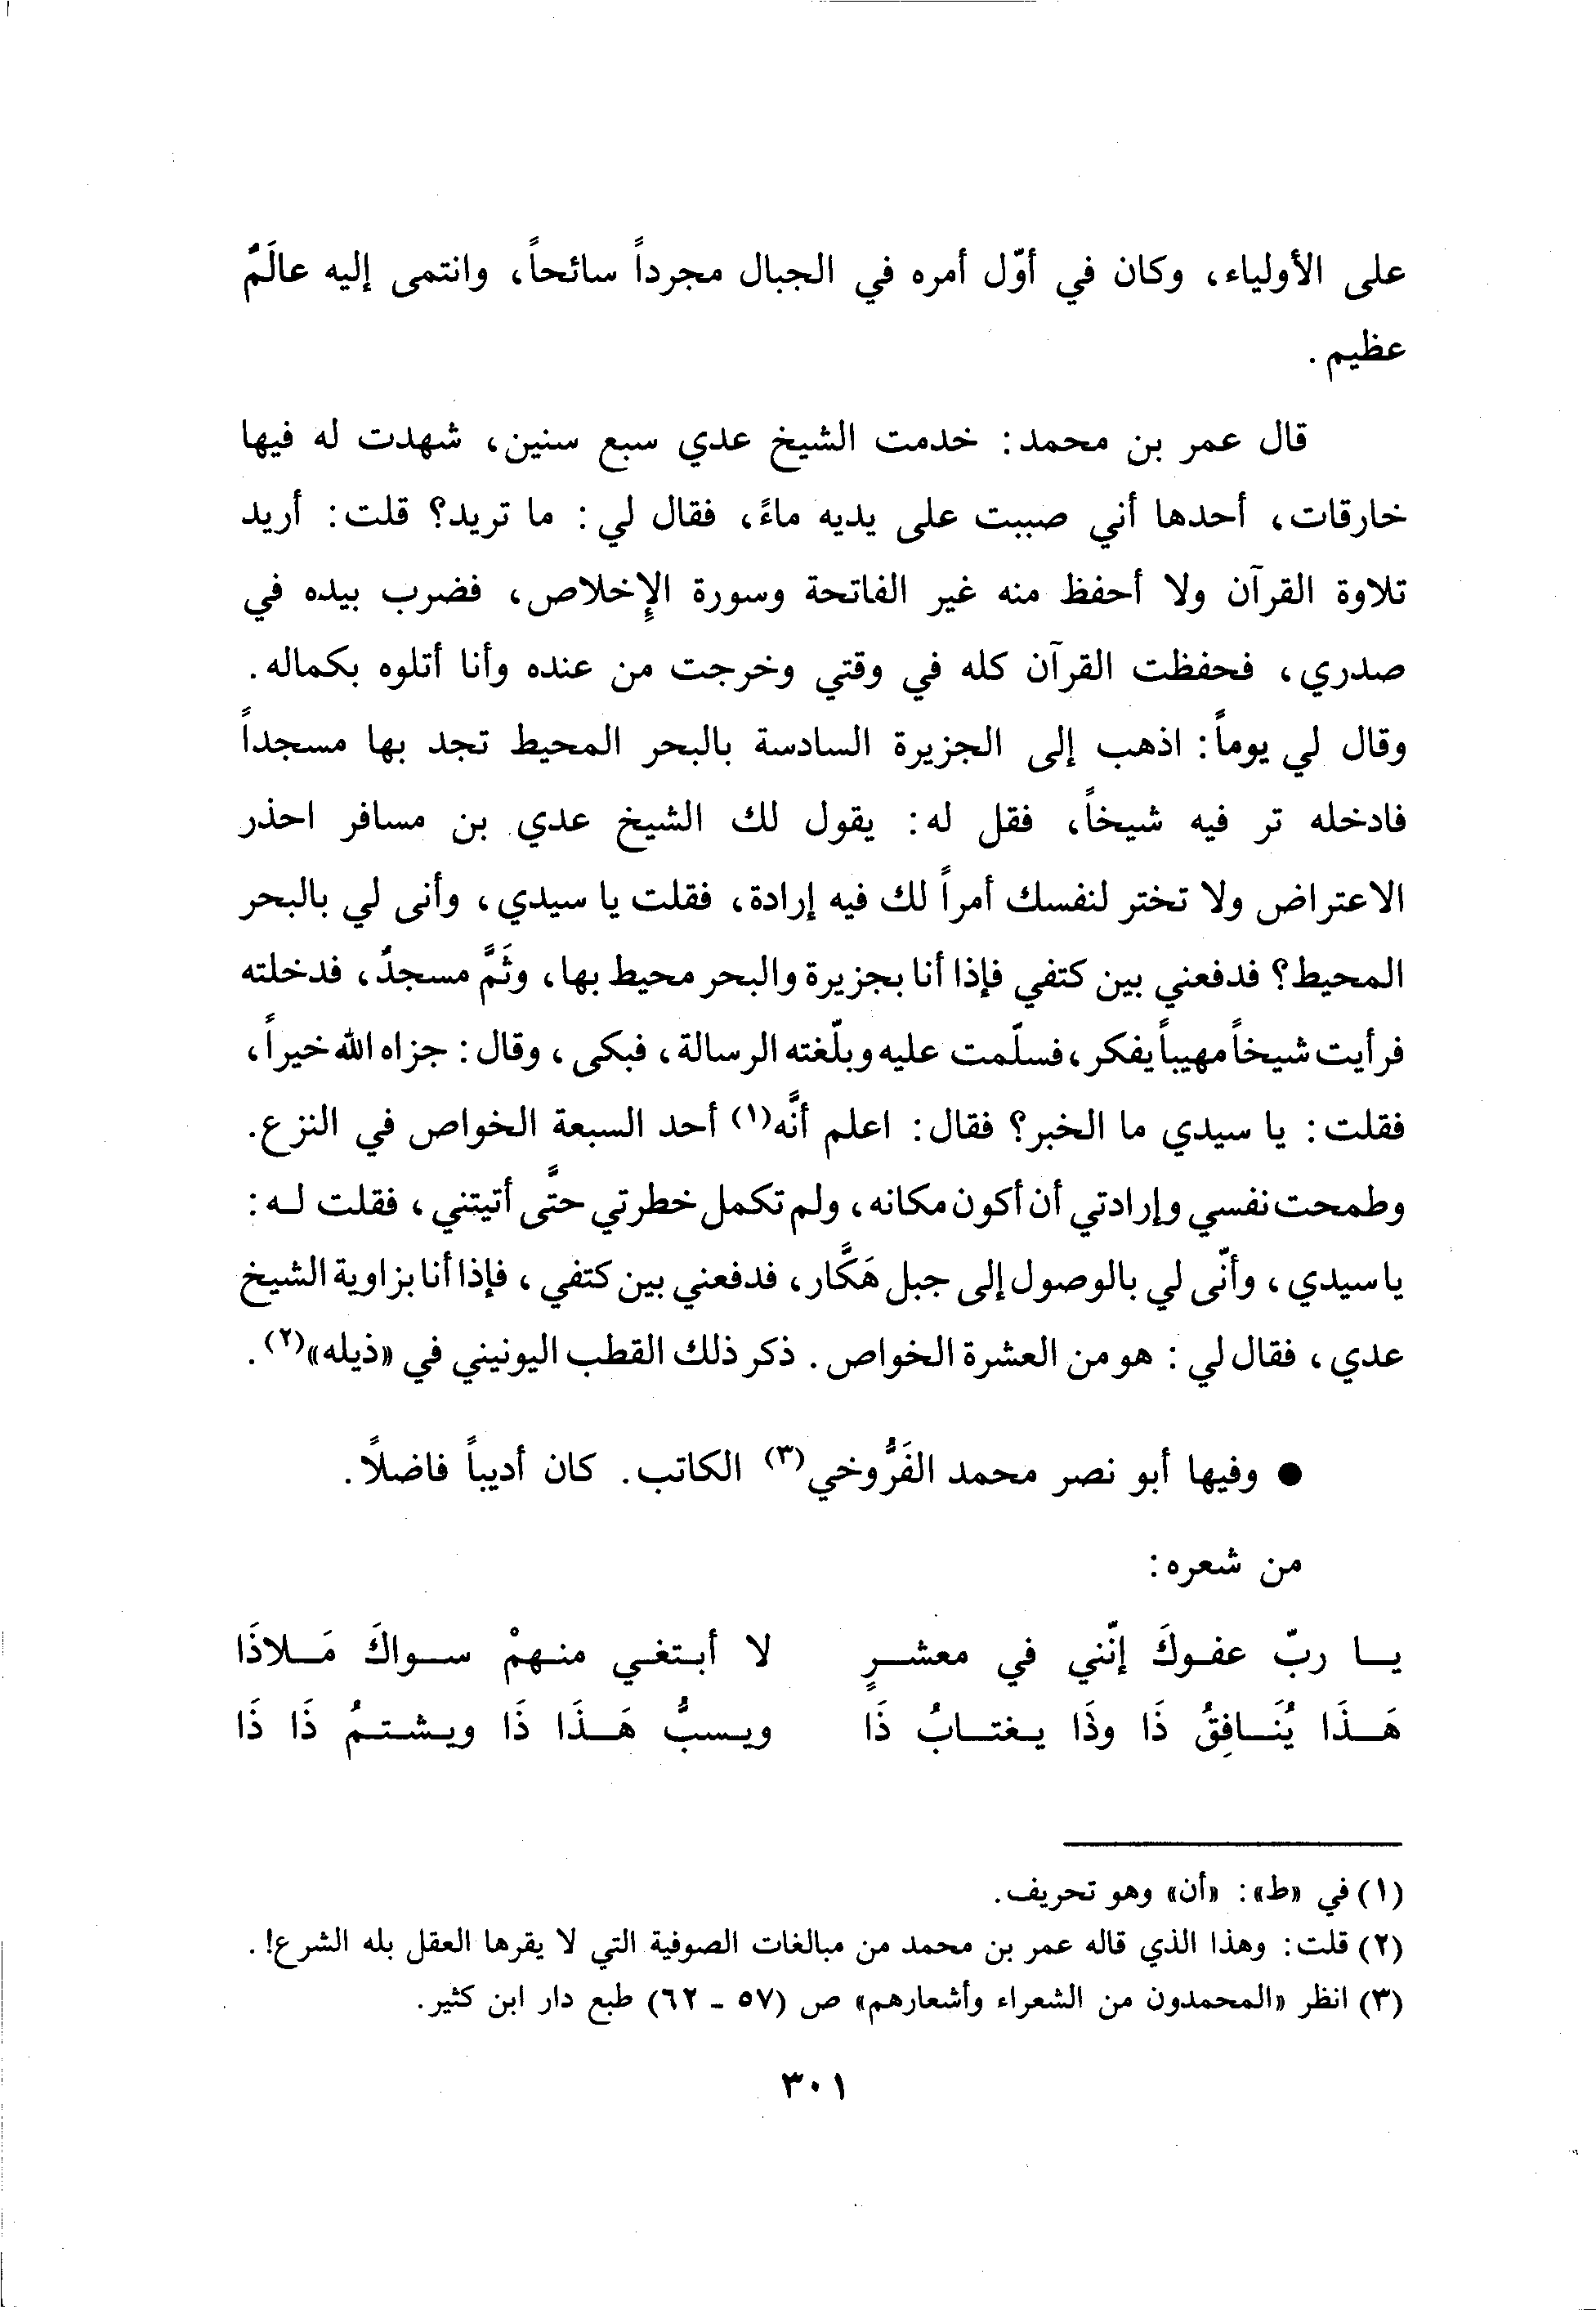 على الأولياء، وكان في أوّل أمره في الجبال مجرداً سائحاً، وانتمى إليه عالَمٌ
عظيم.
قال عمر بن محمد: خدمت الشيخ عدي سبع سنين، شهدت له فيها
خارقات، أحدها أني صببت على يديه ماءً، فقال لي: ما تريد؟ قلت: أريد
تلاوة القرآن ولا أحفظ منه غير الفاتحة وسورة الإخلاص، فضرب بيده في
صدري، فحفظت القرآن كله في وقتي وخرجت من عنده وأنا أتلوه بكماله.
وقال لي يوماً: اذهب إلى الجزيرة السادسة بالبحر المحيط تجد بها مسجداً
فادخله تر فيه شيخاً، فقل له: يقول لك الشيخ عدي بن مسافر احذر
الاعتراض ولا تختر لنفسك أمراً لك فيه إرادة، فقلت يا سيدي، وأنى لي بالبحر
المحيط؟ فدفعني بين كتفي فإذا أنا بجزيرة والبحر محيط بها، وثَمَّ مسجدٌ، فدخلته
فرأيت شيخاً مهيباً يفكر، فسلّمت عليه وبلّغته الرسالة، فبكى، وقال: جزاه الله خيراً،
فقلت: يا سيدي ما الخبر؟ فقال: اعلم أنَّه(١) أحد السبعة الخواص في النزع.
وطمحت نفسي وإرادتي أن أكون مكانه، ولم تكمل خطرتي حتَّى أتيتني، فقلت لـه:
يا سيدي، وأنّى لي بالوصول إلى جبل هَكَّار، فدفعني بين كتفي، فإذا أنا بزاوية الشيخ
عدي، فقال لي: هو من العشرة الخواص. ذكر ذلك القطب اليونيني في «ذيله»(٢).
● وفيها أبو نصر محمد الفَرُّوخي(٣) الكاتب. كان أديباً فاضلاً.
من شعره:
يـا ربّ عفـوكَ إنّني في معشـرٍ لا أبـتغـي منـهمْ سـواكَ مَـلاذَا
هَـذَا يُنَـافِقُ ذَا وذَا يـغتـابُ ذَا ويـسبُّ هَـذَا ذَا ويـشـتـمُ ذَا ذَا
(١) في «ط»: «أن» وهو تحريف.
(٢) قلت: وهذا الذي قاله عمر بن محمد من مبالغات الصوفية التي لا يقرها العقل بله الشرع!.
(٣) انظر «المحمدون من الشعراء وأشعارهم» ص (٥٧ - ٦٢) طبع دار ابن كثير.
٣٠١